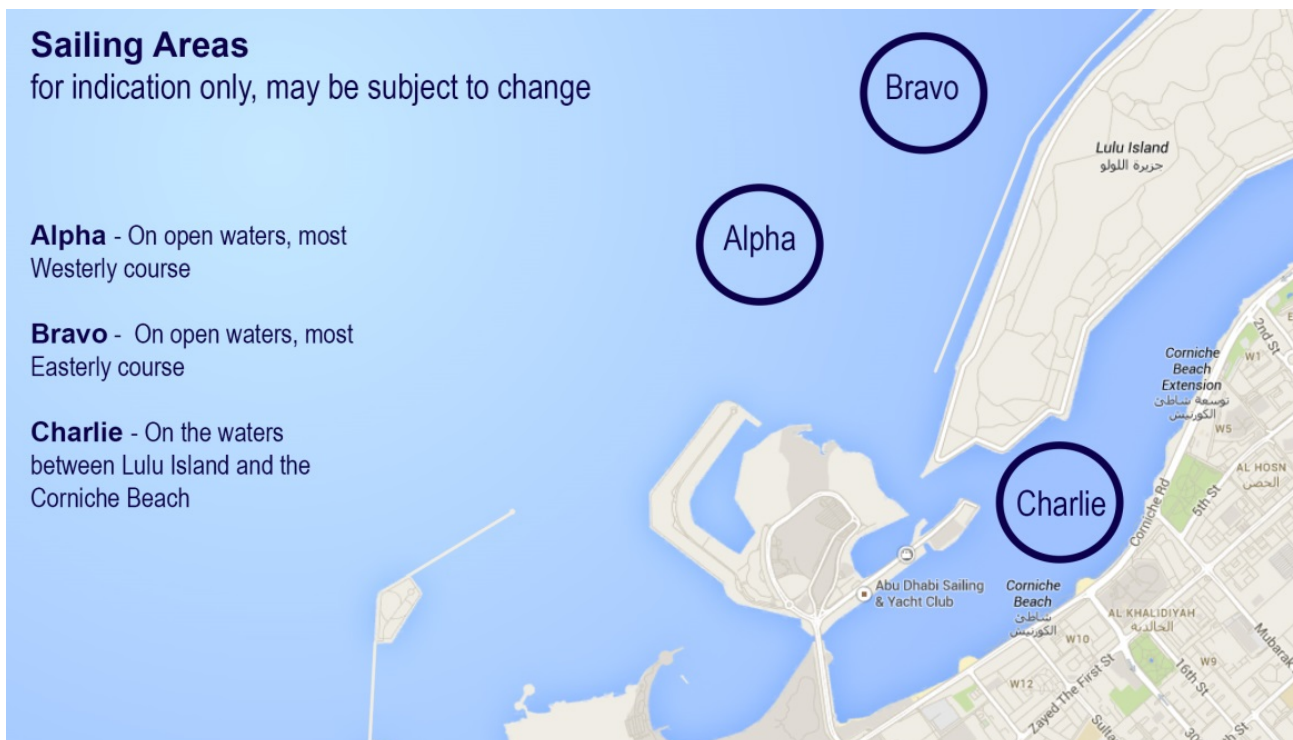 Sailing Areas
for indication only, may be subject to change
Alpha - On open waters, most
Westerly course
Bravo - On open waters, most
Easterly course
Charlie - On the waters
between Lulu Island and the
Corniche Beach
Bravo
Alpha
Charlie
Lulu Island
جزيرة اللولو
Corniche
Beach
Extension
توسعة شاطئ
الكورنيش
2nd St
W1
E
W5
AL HOSN
الحصن
5th St
Corniche Rd
Abu Dhabi Sailing
& Yacht Club
Corniche
Beach
شاطئ
الكورنيش
AL KHALIDIYAH
الخالدية
W10
W9
W12
Mubarak
16th St
Zayed The First St
Sulta
30
h St